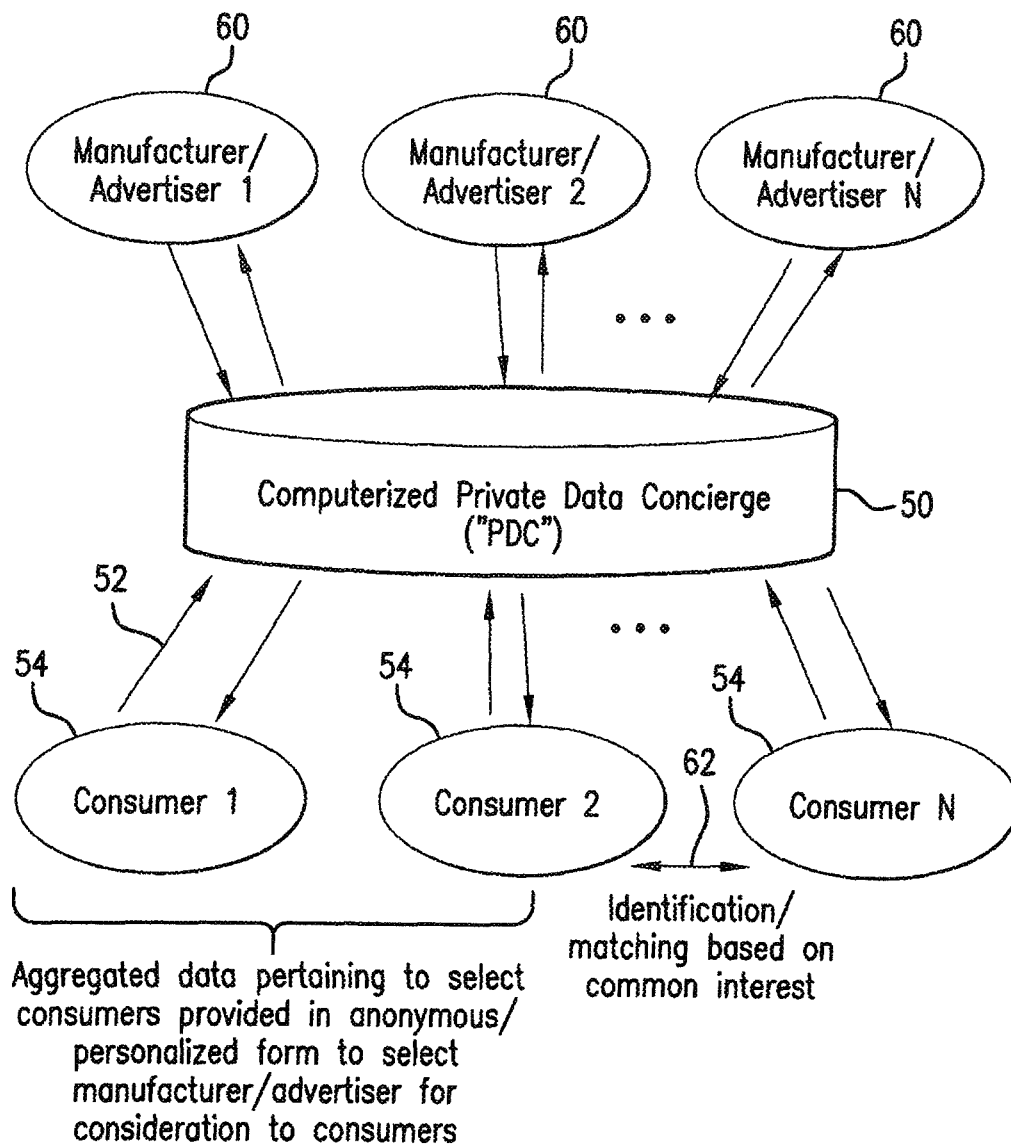 60
60
60
Manufacturer/
Advertiser 1
Manufacturer/
Advertiser 2
Manufacturer/
Advertiser N
Computerized Private Data Concierge
("PDC")
50
52
54
54
54
Consumer 1
Consumer 2
62
Consumer N
Identification/
matching based on
common interest
Aggregated data pertaining to select
consumers provided in anonymous/
personalized form to select
manufacturer/advertiser for
consideration to consumers